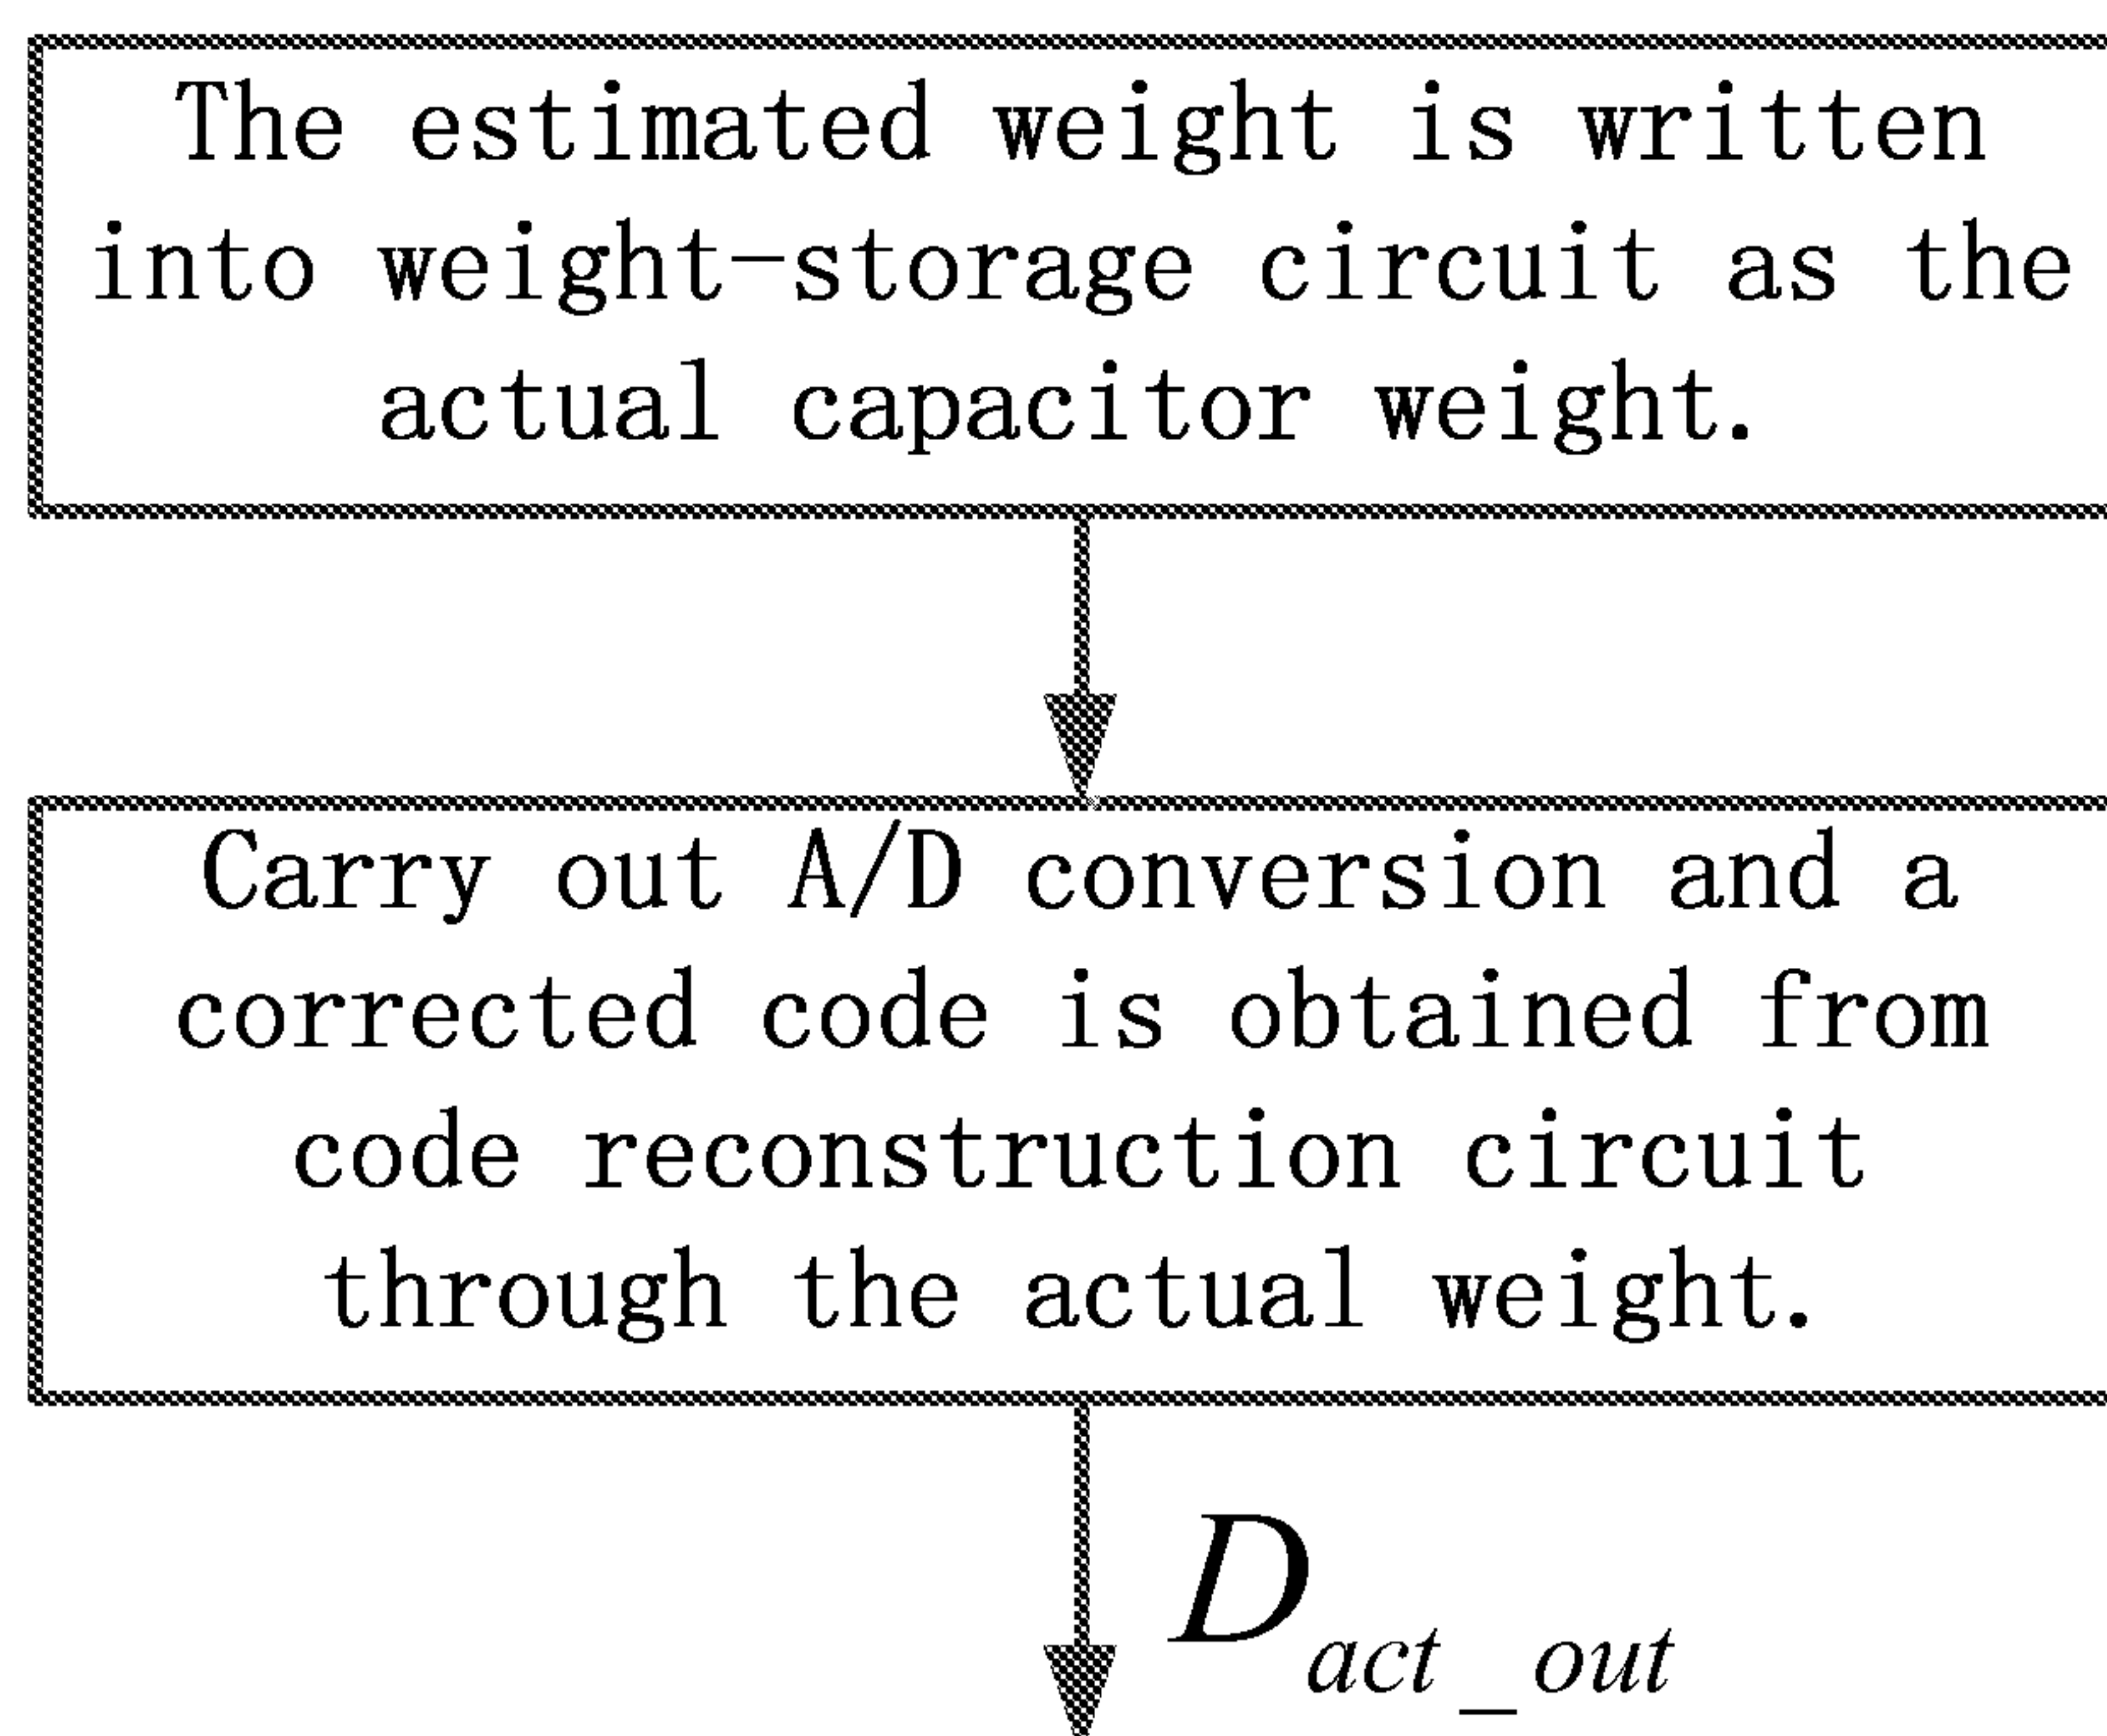 The estimated weight is written
into weight-storage circuit as the
actual capacitor weight.
Carry out A/D conversion and a
corrected code is obtained from
code reconstruction circuit
through the actual weight.
D_act_out